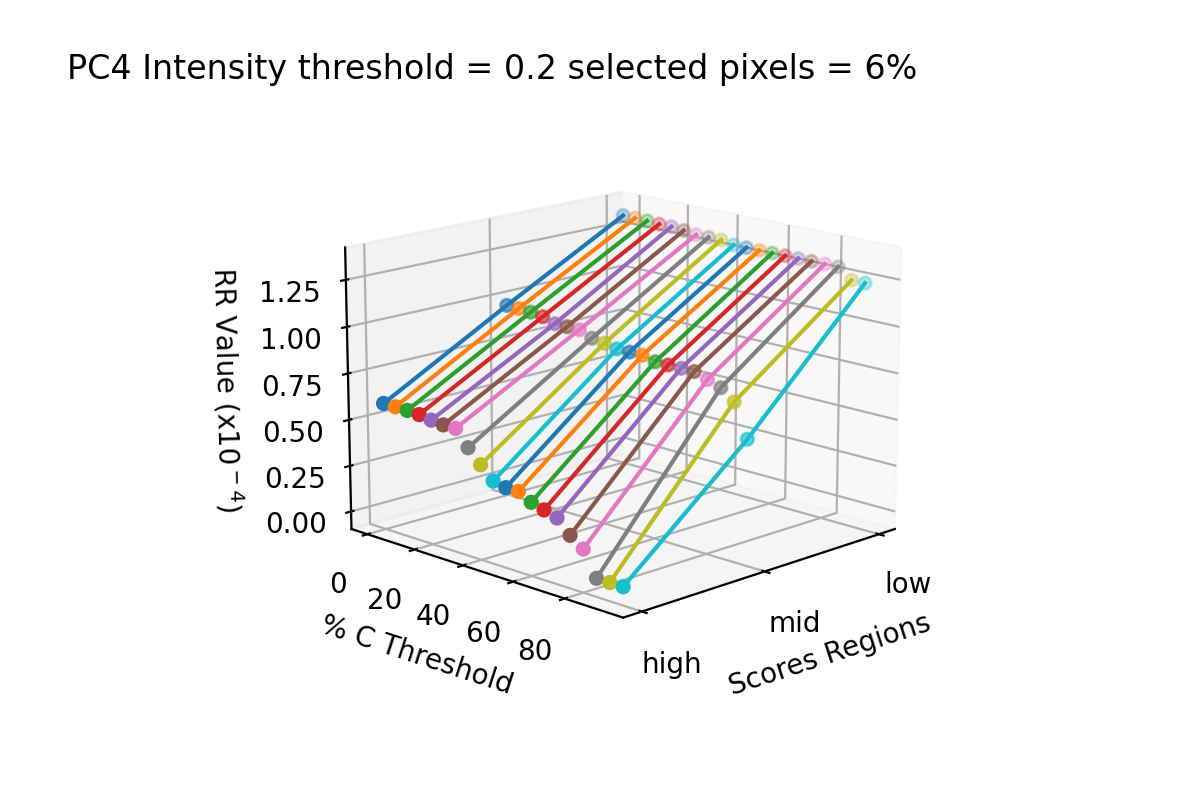 PC4 Intensity threshold = 0.2 selected pixels = 6%
RR Value (x10⁻⁴)
1.25
1.00
0.75
0.50
0.25
0.00
0
20
40
60
80
% C Threshold
high
mid
low
Scores Regions